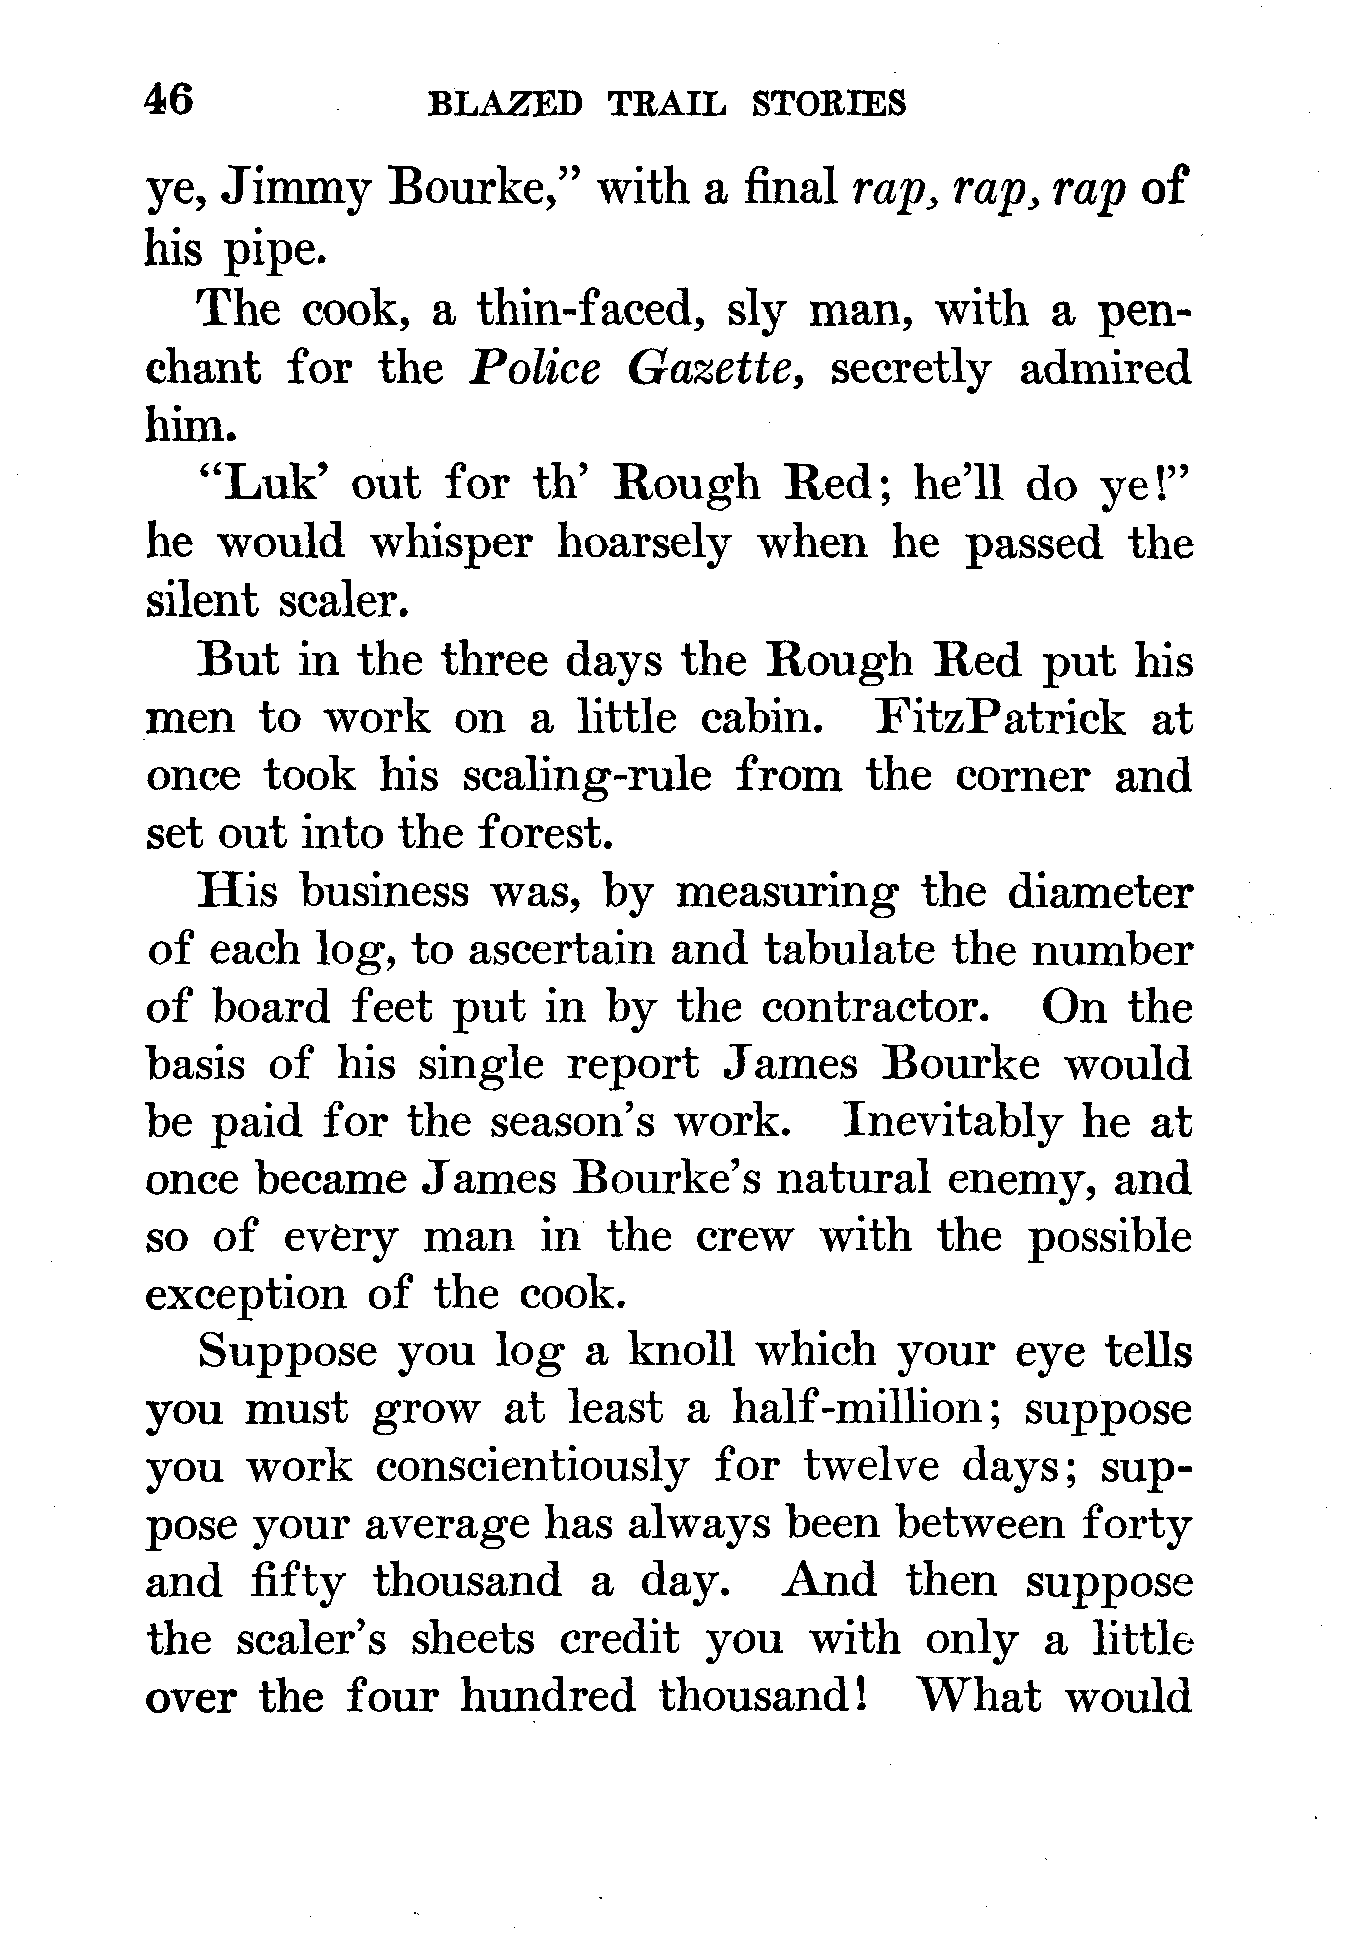 46 BLAZED TRAIL STORIES
ye, Jimmy Bourke,” with a final rap, rap, rap of
his pipe.
The cook, a thin-faced, sly man, with a pen-
chant for the Police Gazette, secretly admired
him.
“Luk’ out for th’ Rough Red; he’ll do ye!”
he would whisper hoarsely when he passed the
silent scaler.
But in the three days the Rough Red put his
men to work on a little cabin. FitzPatrick at
once took his scaling-rule from the corner and
set out into the forest.
His business was, by measuring the diameter
of each log, to ascertain and tabulate the number
of board feet put in by the contractor. On the
basis of his single report James Bourke would
be paid for the season’s work. Inevitably he at
once became James Bourke’s natural enemy, and
so of every man in the crew with the possible
exception of the cook.
Suppose you log a knoll which your eye tells
you must grow at least a half-million; suppose
you work conscientiously for twelve days; sup-
pose your average has always been between forty
and fifty thousand a day. And then suppose
the scaler’s sheets credit you with only a little
over the four hundred thousand! What would